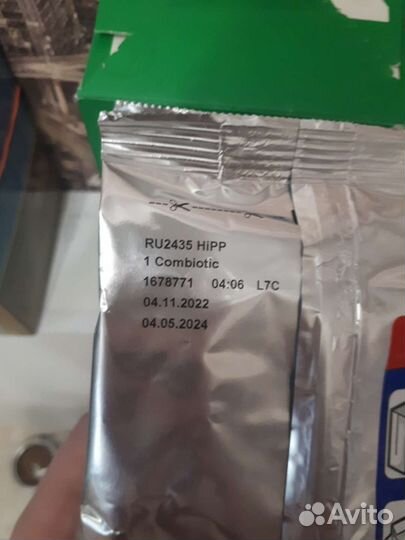 RU2435 HiPP
1 Combiotic
1678771 04:06 L7C
04.11.2022
04.05.2024
Avito